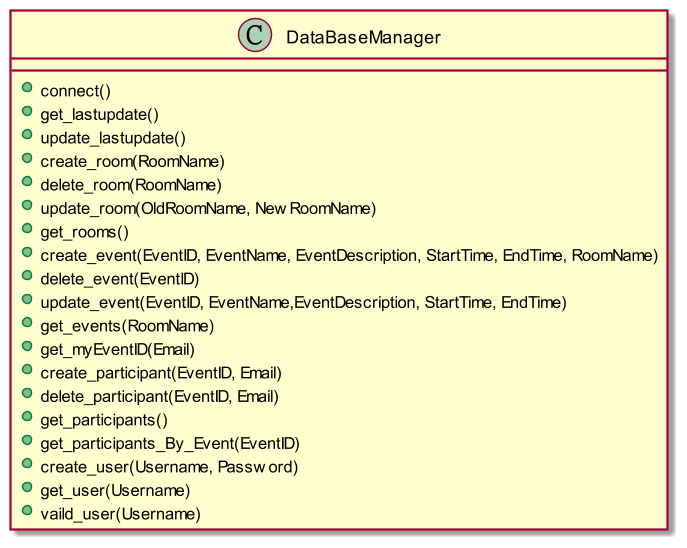 C DataBaseManager
connect()
get_lastupdate()
update_lastupdate()
create_room(RoomName)
delete_room(RoomName)
update_room(OldRoomName, New RoomName)
get_rooms()
create_event(EventID, EventName, EventDescription, StartTime, EndTime, RoomName)
delete_event(EventID)
update_event(EventID, EventName,EventDescription, StartTime, EndTime)
get_events(RoomName)
get_myEventID(Email)
create_participant(EventID, Email)
delete_participant(EventID, Email)
get_participants()
get_participants_By_Event(EventID)
create_user(Username, Password)
get_user(Username)
vaild_user(Username)